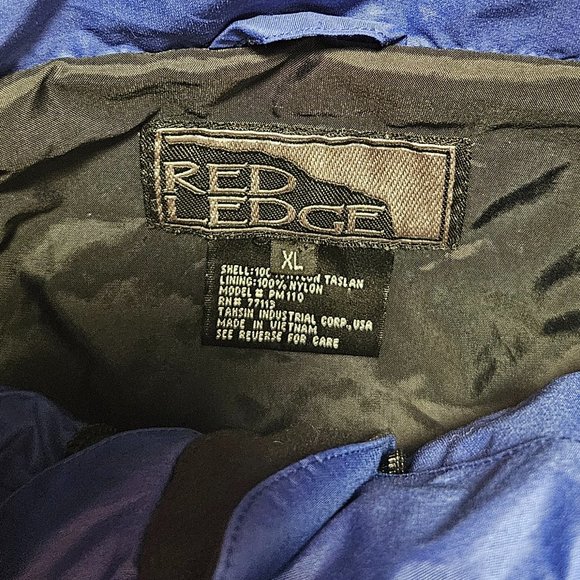 RED
LEDGE
XL
SHELL:100 TASLAN
LINING:100% NYLON
MODEL # PM110
RN# 77113
TAHSIN INDUSTRIAL CORP.,USA
MADE IN VIETNAM
SEE REVERSE FOR CARE